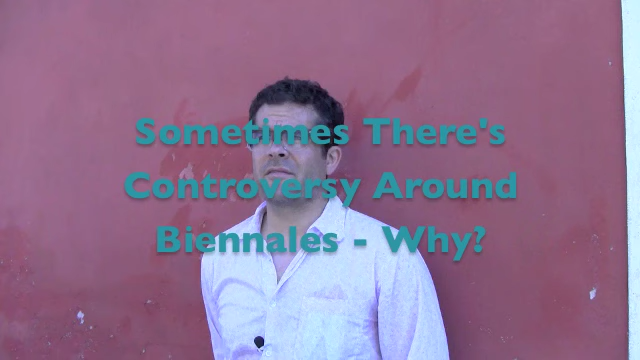 Sometimes There's
Controversy Around
Biennales - Why?